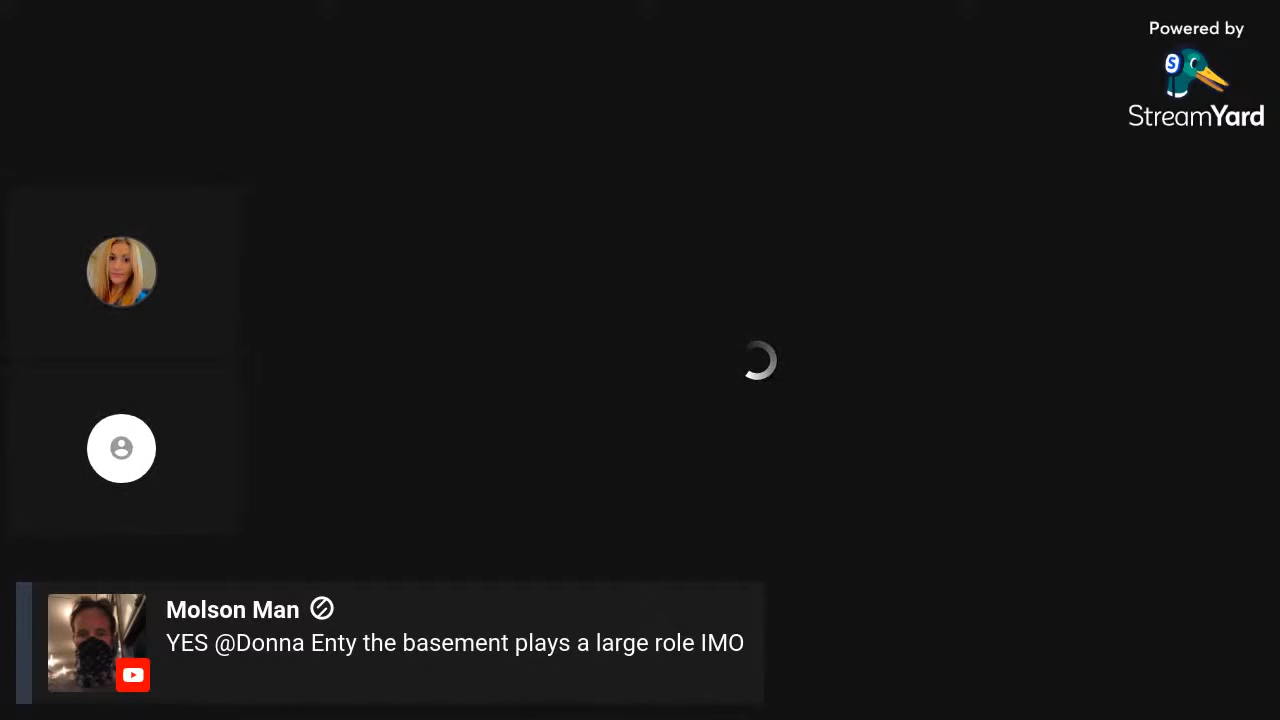 Powered by
S
StreamYard
Molson Man
YES @Donna Enty the basement plays a large role IMO